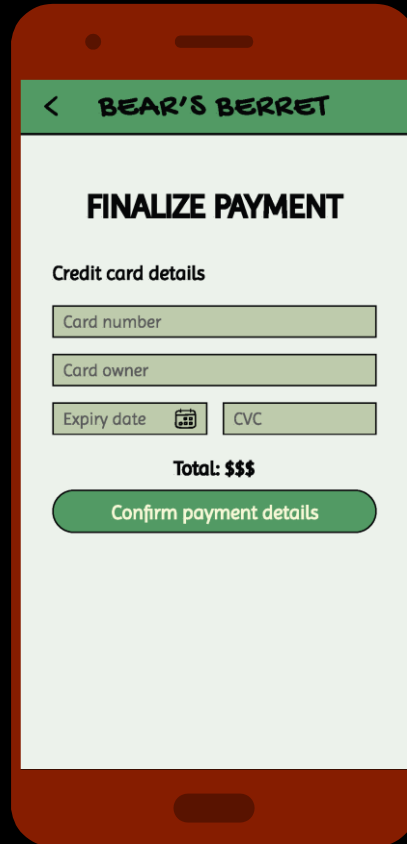 BEAR'S BERRET
FINALIZE PAYMENT
Credit card details
Card number
Card owner
Expiry date
CVC
Total: $$$
Confirm payment details